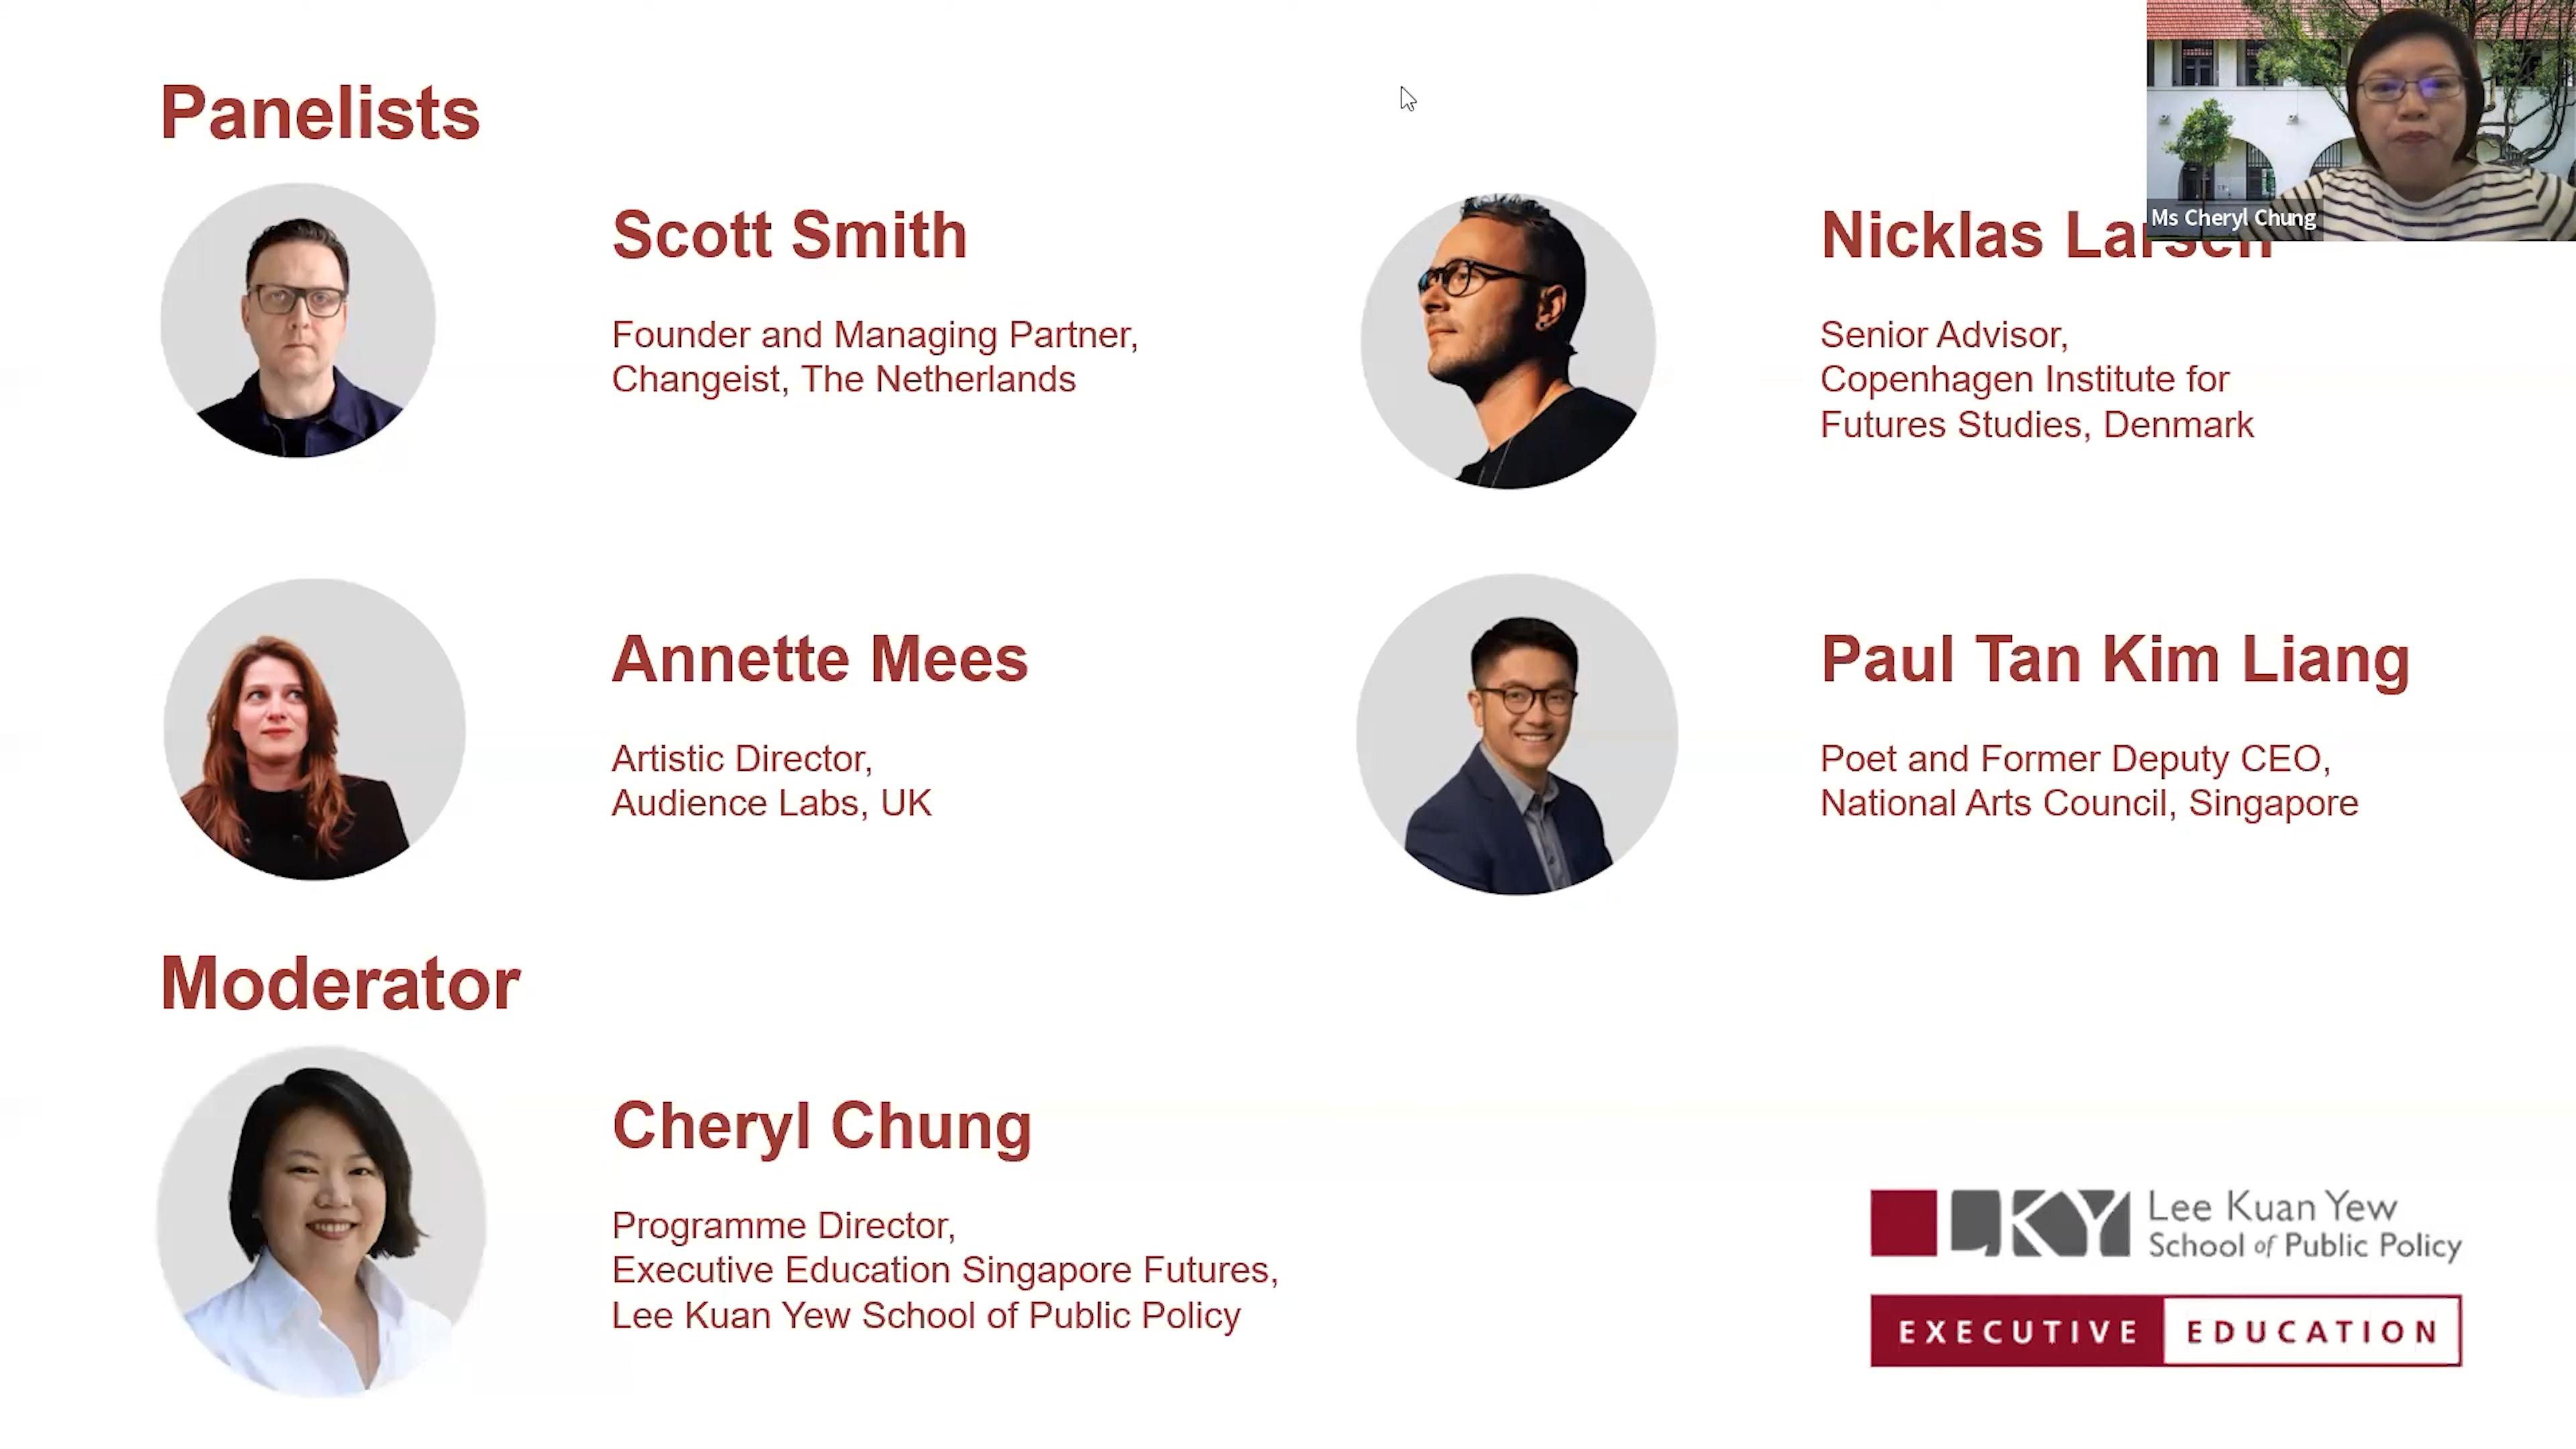 Panelists
Scott Smith
Founder and Managing Partner,
Changeist, The Netherlands
Nicklas Larsen
Senior Advisor,
Copenhagen Institute for
Futures Studies, Denmark
Ms Cheryl Chung
Annette Mees
Artistic Director,
Audience Labs, UK
Paul Tan Kim Liang
Poet and Former Deputy CEO,
National Arts Council, Singapore
Moderator
Cheryl Chung
Programme Director,
Executive Education Singapore Futures,
Lee Kuan Yew School of Public Policy
LKY
Lee Kuan Yew
School of Public Policy
EXECUTIVE EDUCATION